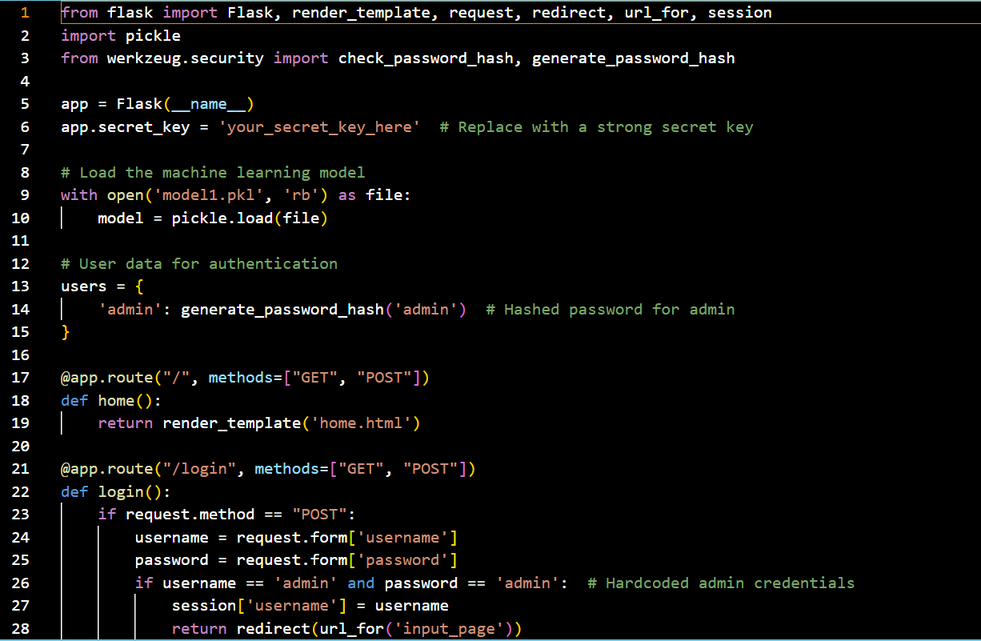 1 from flask import Flask, render_template, request, redirect, url_for, session
2 import pickle
3 from werkzeug.security import check_password_hash, generate_password_hash
4
5 app = Flask(__name__)
6 app.secret_key = 'your_secret_key_here'  # Replace with a strong secret key
7
8 # Load the machine learning model
9 with open('model1.pkl', 'rb') as file:
10     model = pickle.load(file)
11
12 # User data for authentication
13 users = {
14     'admin': generate_password_hash('admin')  # Hashed password for admin
15 }
16
17 @app.route("/", methods=["GET", "POST"])
18 def home():
19     return render_template('home.html')
20
21 @app.route("/login", methods=["GET", "POST"])
22 def login():
23     if request.method == "POST":
24         username = request.form['username']
25         password = request.form['password']
26         if username == 'admin' and password == 'admin':  # Hardcoded admin credentials
27             session['username'] = username
28             return redirect(url_for('input_page'))